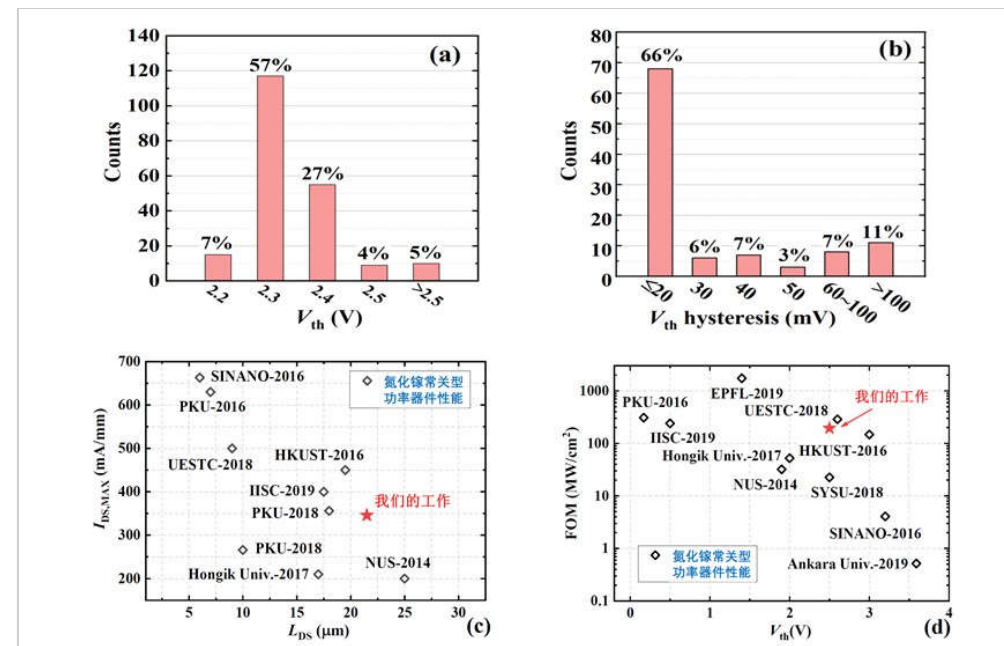 (a)
140
120
100
80
60
40
20
0
Counts
7%
57%
27%
4%
5%
2.2
2.3
2.4
2.5
>2.5
Vth (V)
(b)
80
70
60
50
40
30
20
10
0
Counts
66%
6%
7%
3%
7%
11%
≤20
30
40
50
60~100
>100
Vth hysteresis (mV)
700
600
500
400
300
200
IDS,MAX (mA/mm)
SINANO-2016
PKU-2016
氮化镓常关型
功率器件性能
UESTC-2018
HKUST-2016
IISC-2019
PKU-2018
我们的工作
PKU-2018
Hongik Univ.-2017
NUS-2014
5
10
15
20
25
30
LDS (μm)
(c)
1000
100
10
1
0.1
FOM (MW/cm²)
EPFL-2019
PKU-2016
UESTC-2018
我们的工作
IISC-2019
Hongik Univ.-2017
HKUST-2016
NUS-2014
SYSU-2018
SINANO-2016
氮化镓常关型
功率器件性能
Ankara Univ.-2019
0
1
2
3
4
Vth(V)
(d)